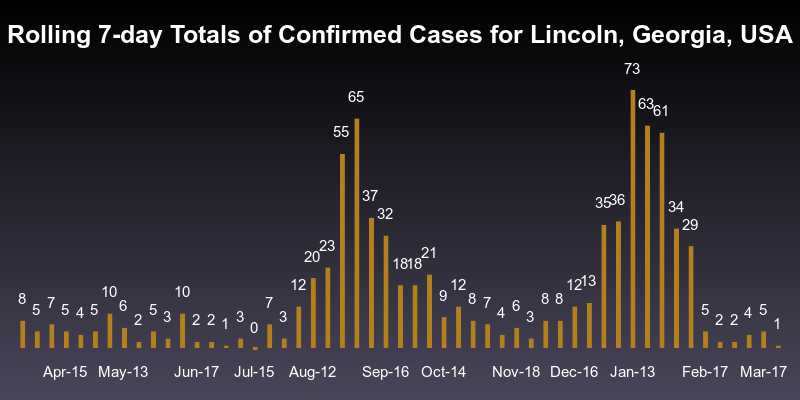 Rolling 7-day Totals of Confirmed Cases for Lincoln, Georgia, USA
8 5 7 5 4 5 10 6 2 5 3 10 2 2 1 3 0 7 3 12 20 23 55 65 37 32 18 18 21 9 12 8 7 4 6 3 8 8 12 13 35 36 73 63 61 34 29 5 2 2 4 5 1
Apr-15 May-13 Jun-17 Jul-15 Aug-12 Sep-16 Oct-14 Nov-18 Dec-16 Jan-13 Feb-17 Mar-17